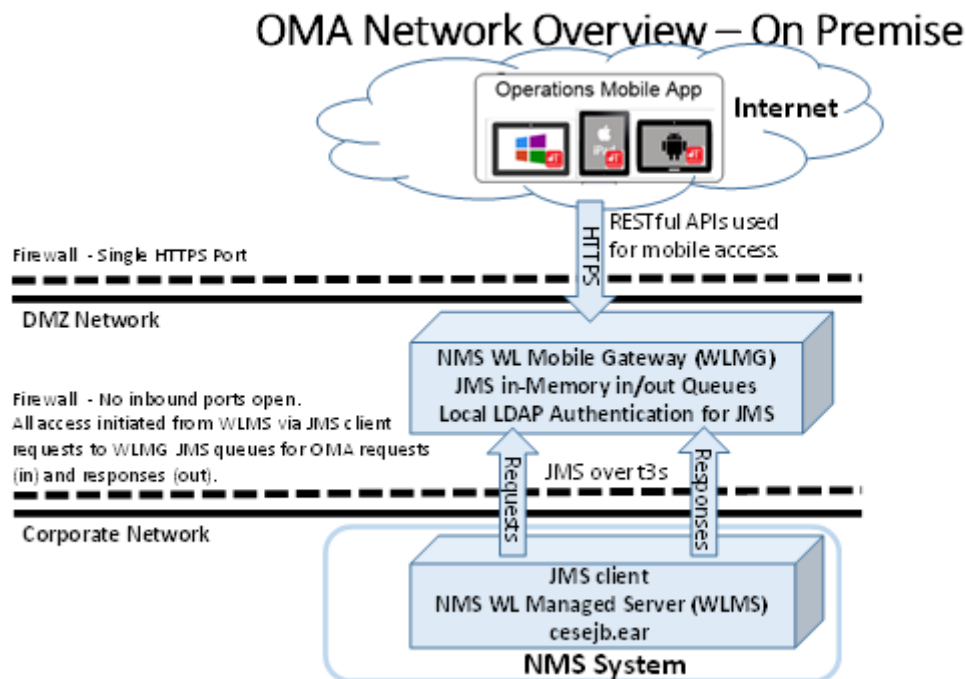 OMA Network Overview – On Premise
Operations Mobile App
Internet
iPad
HTTPS
RESTful APIs used
for mobile access.
Firewall - Single HTTPS Port
DMZ Network
NMS WL Mobile Gateway (WLMG)
JMS in-Memory in/out Queues
Local LDAP Authentication for JMS
Firewall - No inbound ports open.
All access initiated from WLMS via JMS client
requests to WLMG JMS queues for OMA requests
(in) and responses (out).
Requests
JMS over t3s
Responses
Corporate Network
JMS client
NMS WL Managed Server (WLMS)
cesejb.ear
NMS System